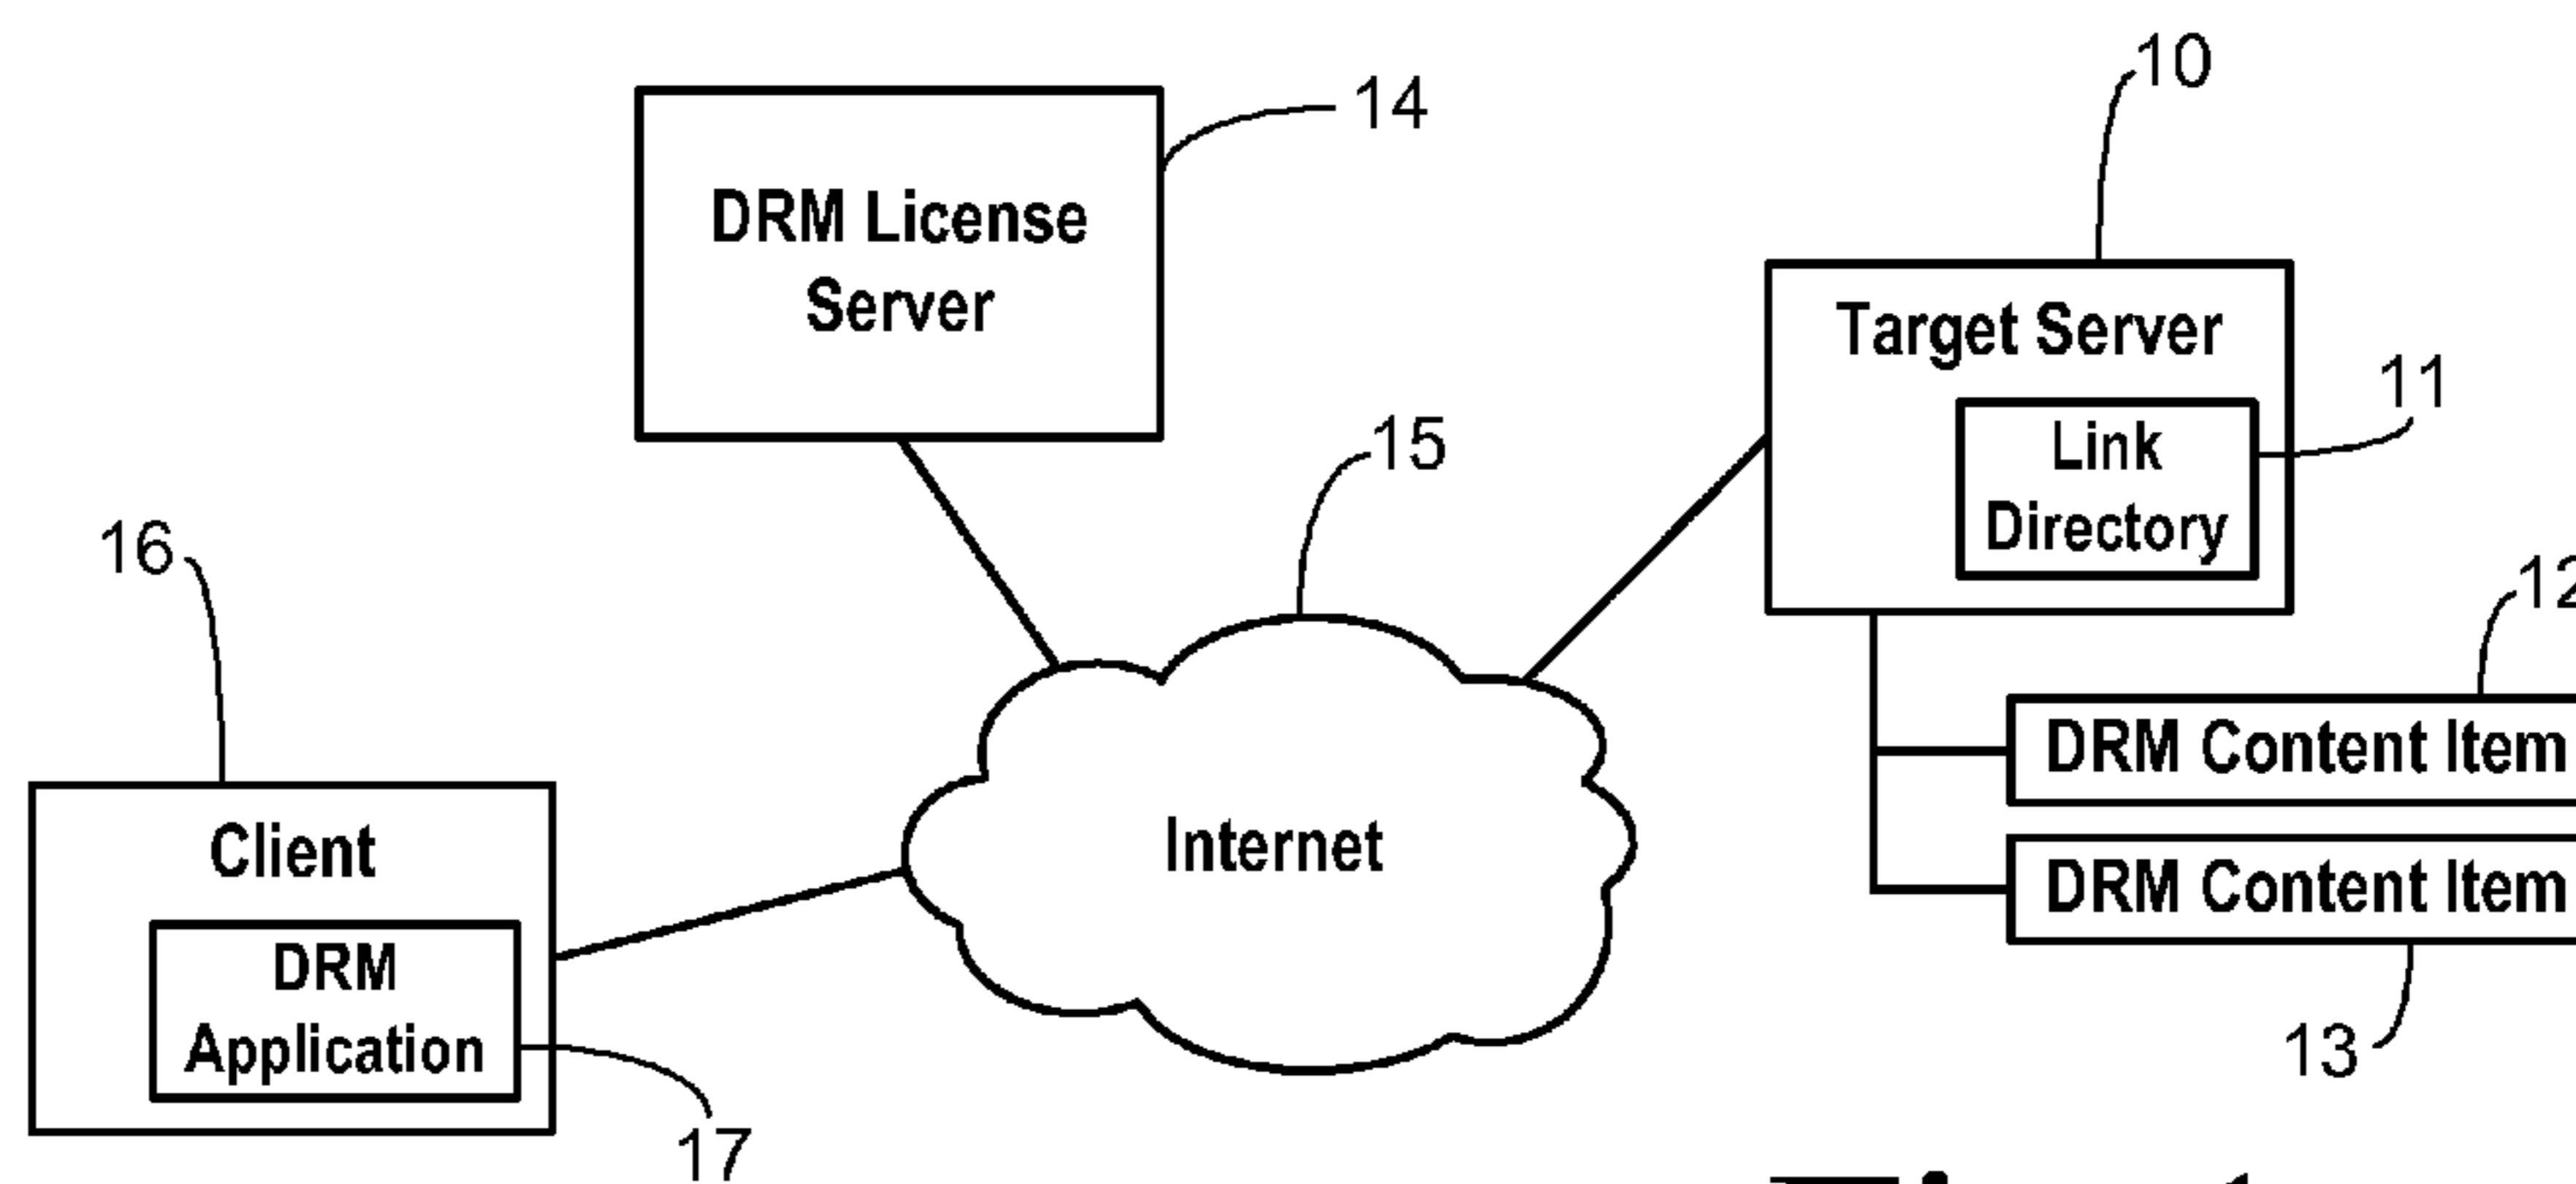 10
14
DRM License
Server
Target Server
11
Link
Directory
15
16
12
DRM Content Item
Internet
Client
DRM Content Item
DRM
Application
13
17